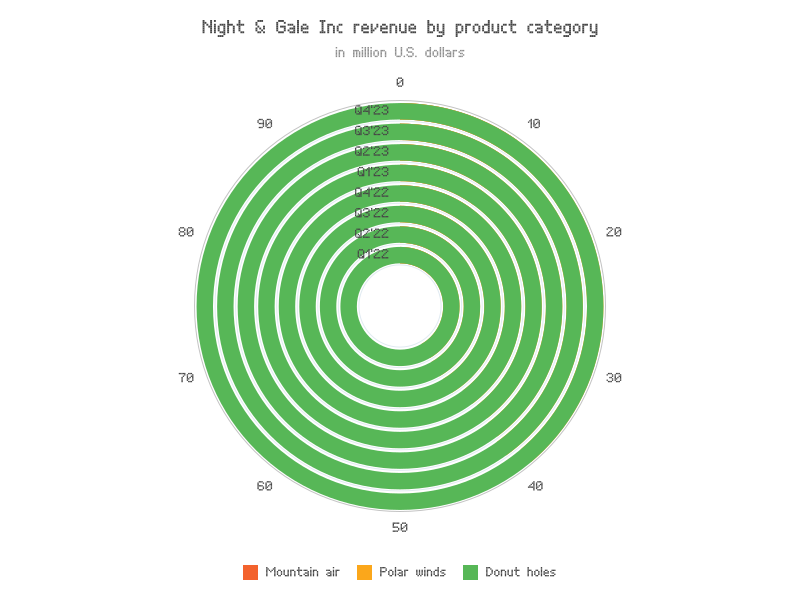 Night & Gale Inc revenue by product category
in million U.S. dollars
0
10
20
30
40
50
60
70
80
90
Q4'23
Q3'23
Q2'23
Q1'23
Q4'22
Q3'22
Q2'22
Q1'22
Mountain air
Polar winds
Donut holes